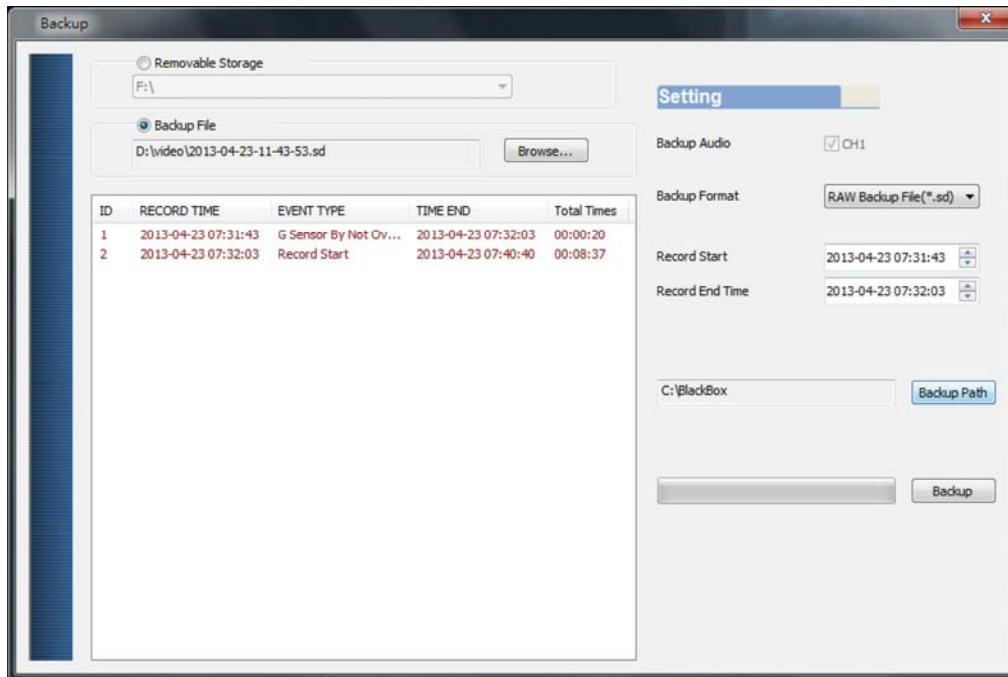 Backup
x
Removable Storage
F:\
Backup File
D:\video\2013-04-23-11-43-53.sd
Browse...
ID RECORD TIME EVENT TYPE TIME END Total Times
1 2013-04-23 07:31:43 G Sensor By Not Ov... 2013-04-23 07:32:03 00:00:20
2 2013-04-23 07:32:03 Record Start 2013-04-23 07:40:40 00:08:37
Setting
Backup Audio CH1
Backup Format RAW Backup File(*.sd)
Record Start 2013-04-23 07:31:43
Record End Time 2013-04-23 07:32:03
C:\BlackBox Backup Path
Backup